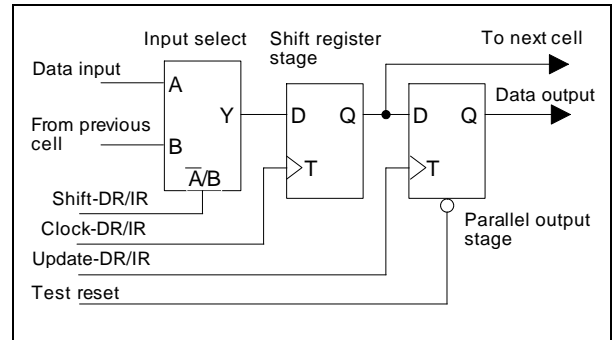 Input select
Shift register
stage
To next cell
Data input
A
Data output
Y
D
Q
D
Q
From previous
cell
B
T
T
A̅/B
Shift-DR/IR
Clock-DR/IR
Parallel output
stage
Update-DR/IR
Test reset